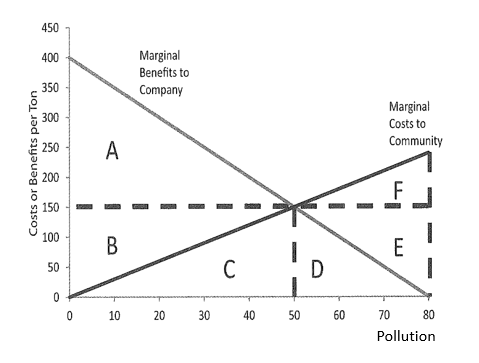 Costs or Benefits per Ton
450
400
350
300
250
200
150
100
50
0
Marginal
Benefits to
Company
Marginal
Costs to
Community
A
B
C
D
E
F
0 10 20 30 40 50 60 70 80
Pollution